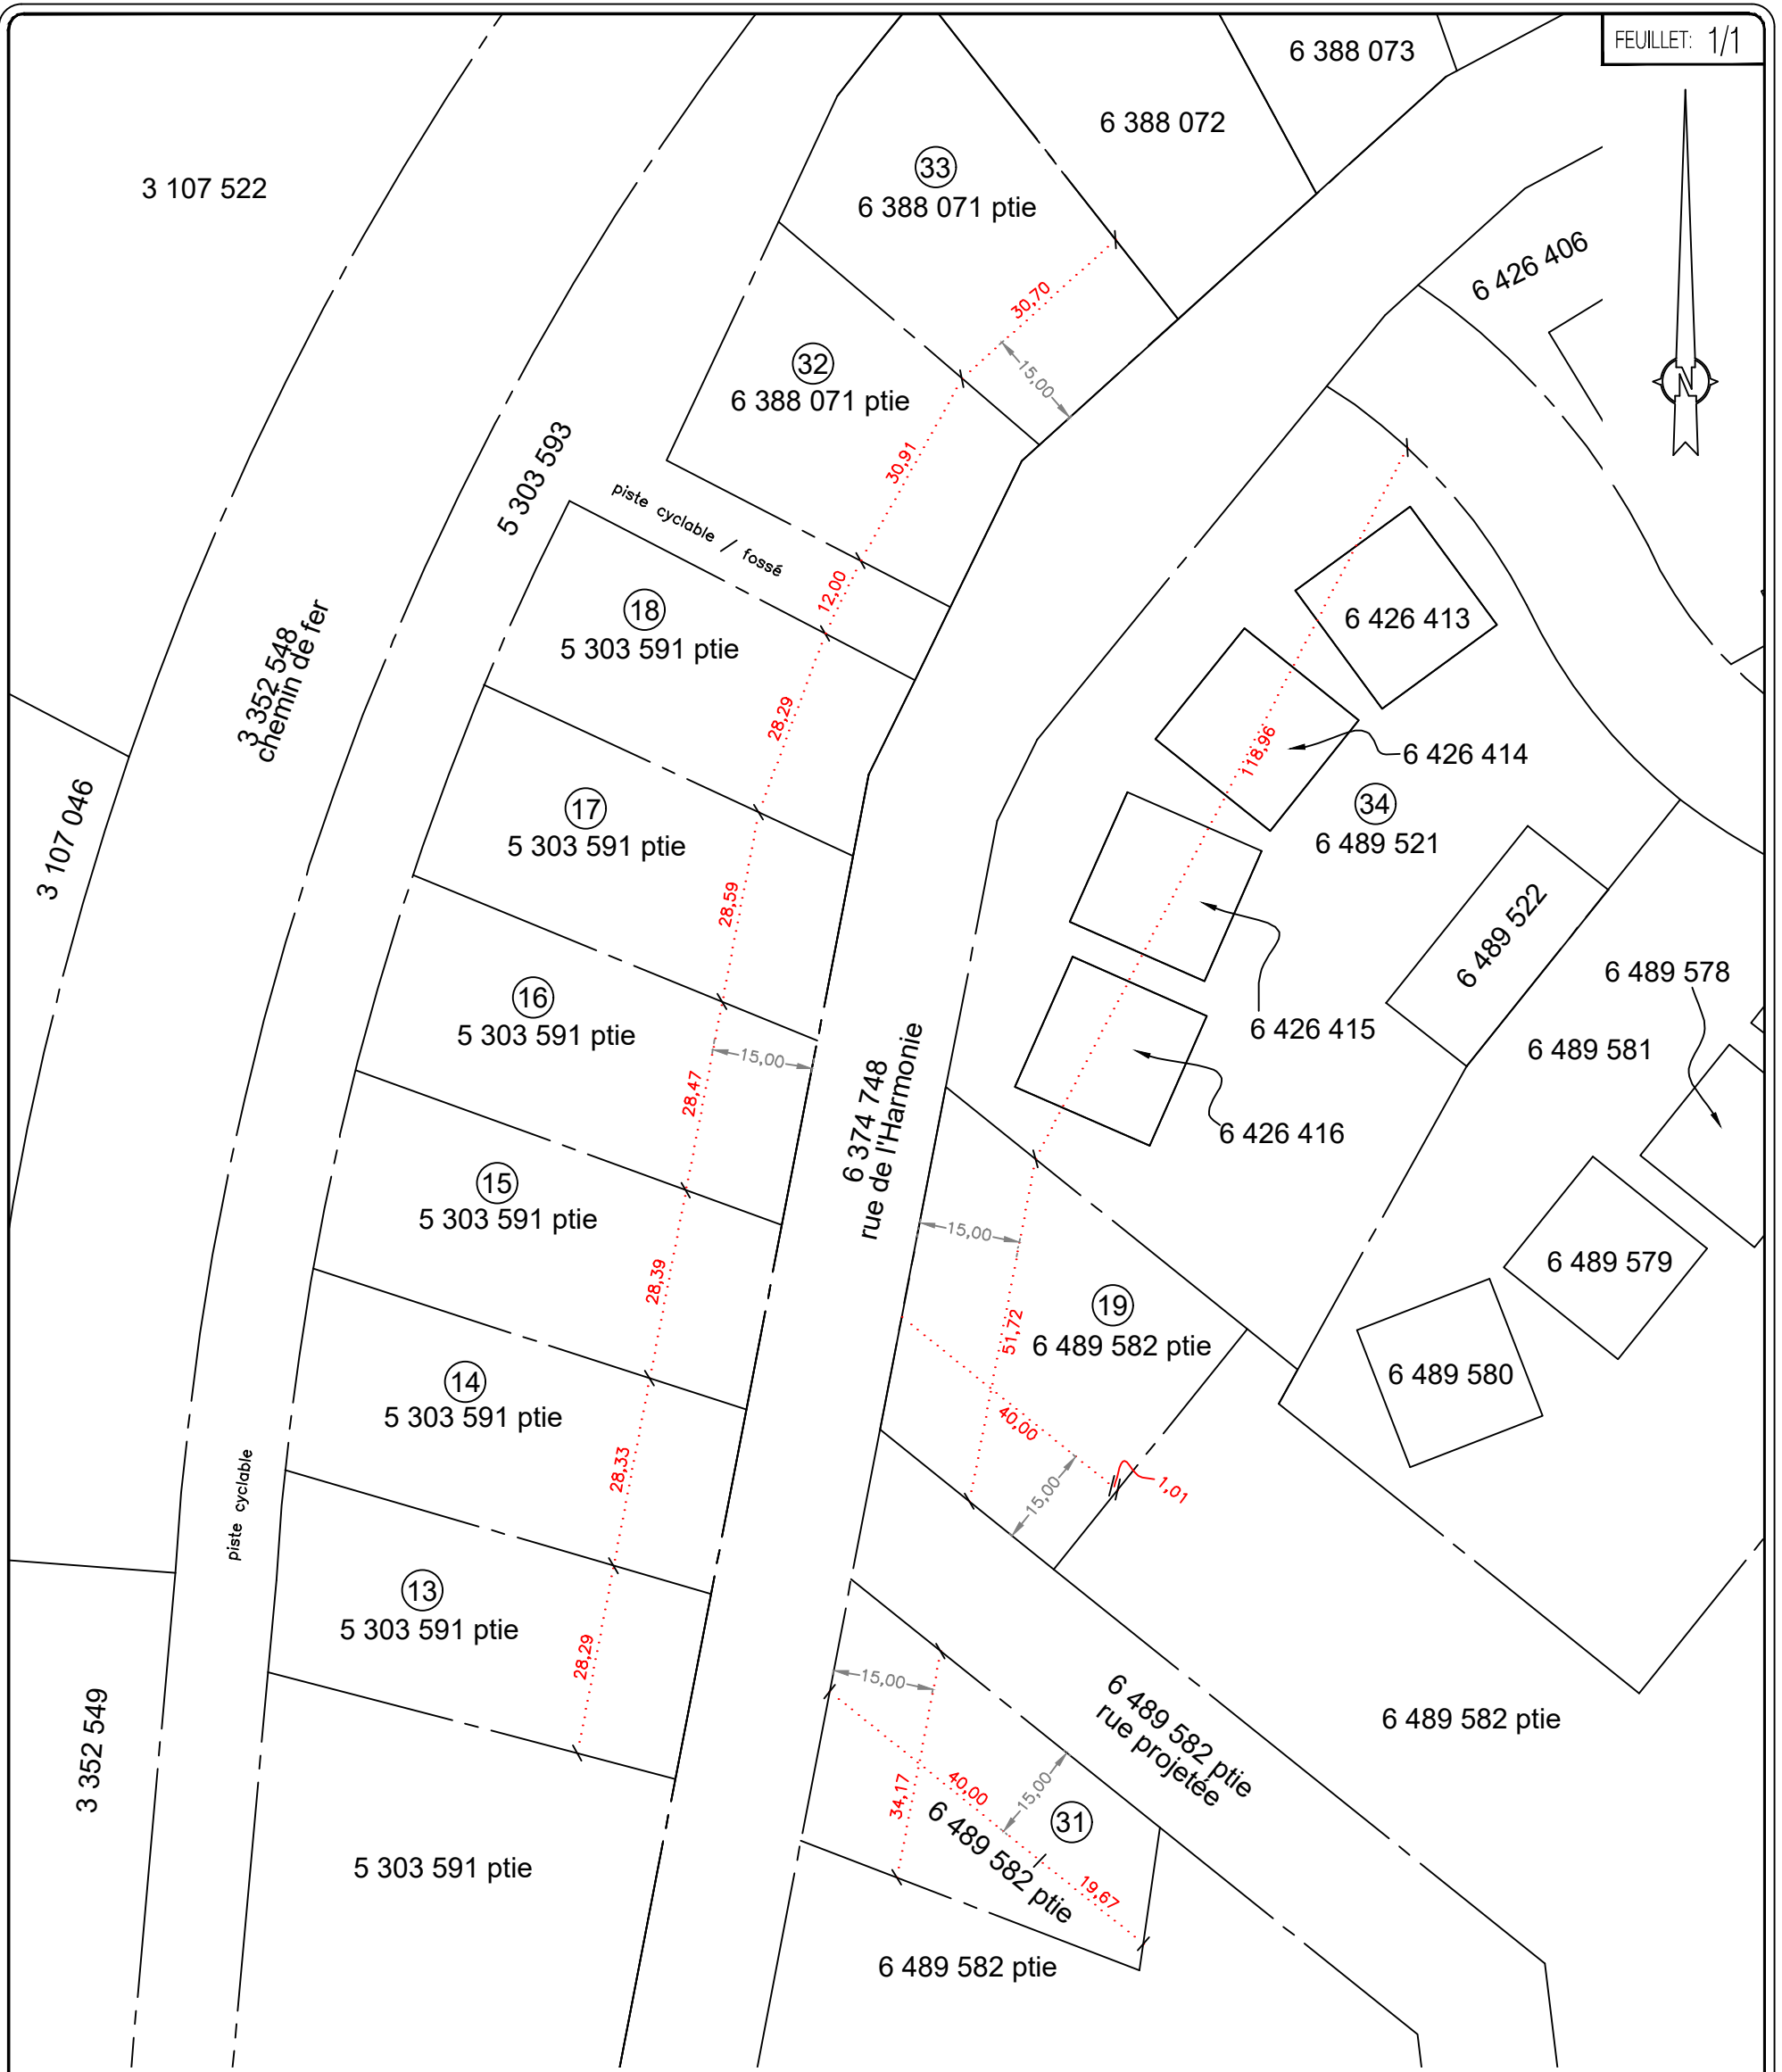 FEUILLET: 1/1
6 388 073
6 388 072
3 107 522
33
6 388 071 ptie
6 426 406
30,70
N
32
6 388 071 ptie
15,00
30,91
5 303 593
piste cyclable / fossé
12,00
18
5 303 591 ptie
6 426 413
3 352 548
chemin de fer
28,29
118,96
6 426 414
34
6 489 521
17
5 303 591 ptie
3 107 046
28,59
6 489 522
6 489 578
16
5 303 591 ptie
15,00
6 426 415
6 489 581
28,47
6 374 748
rue de l'Harmonie
6 426 416
15
5 303 591 ptie
15,00
28,39
6 489 579
19
6 489 582 ptie
51,72
14
5 303 591 ptie
6 489 580
40,00
28,33
15,00
1,01
piste cyclable
13
5 303 591 ptie
28,29
15,00
6 489 582 ptie
rue projetée
6 489 582 ptie
3 352 549
34,17
40,00
15,00
31
6 489 582 ptie
19,67
5 303 591 ptie
6 489 582 ptie